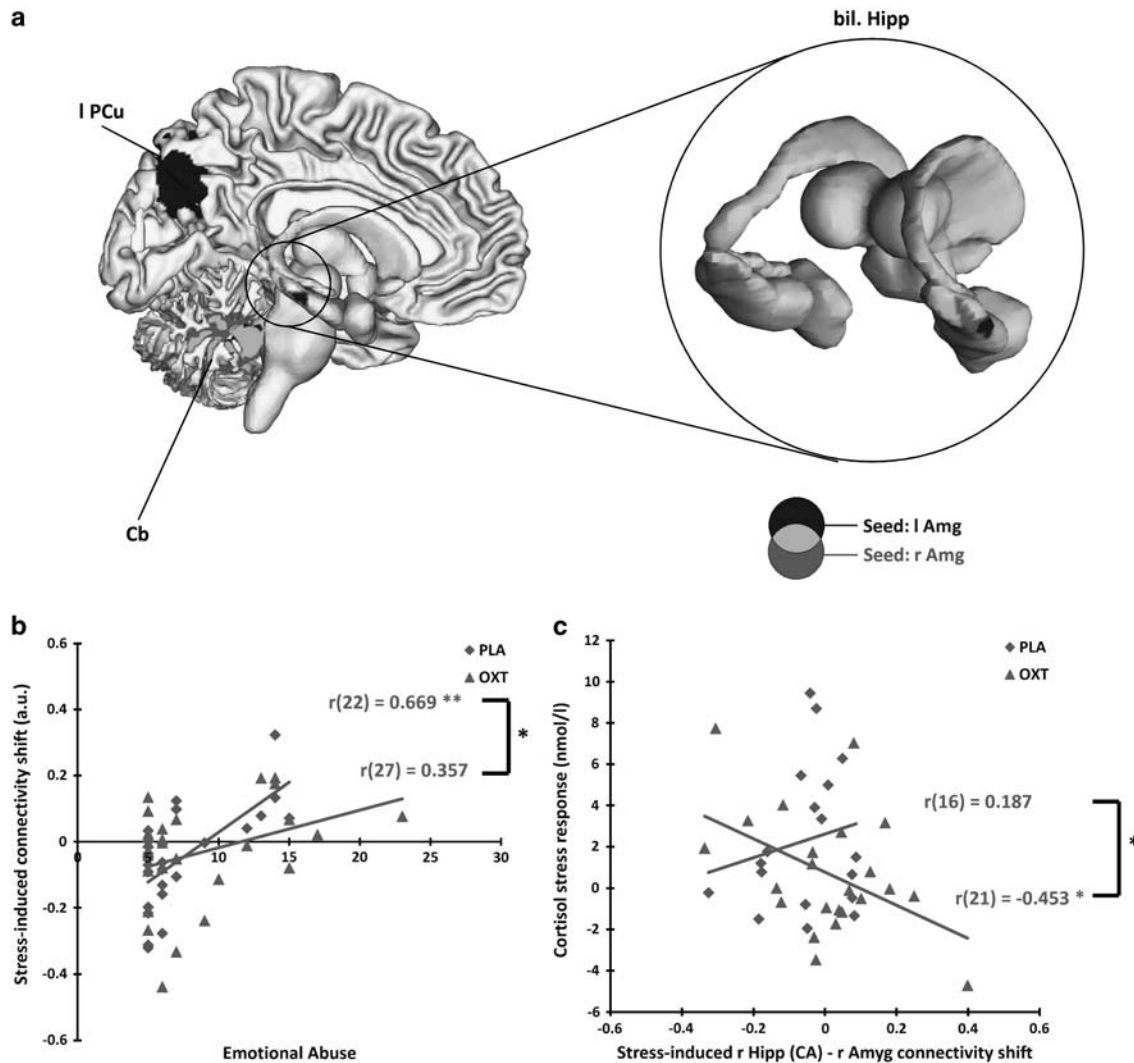 a
bil. Hipp
l PCu
Cb
Seed: l Amg
Seed: r Amg
b
0.6
0.4
0.2
0
-0.2
-0.4
-0.6
Stress-induced connectivity shift (a.u.)
PLA
OXT
r(22) = 0.669 **
*
r(27) = 0.357
0 5 10 15 20 25 30
Emotional Abuse
c
12
10
8
6
4
2
0
-2
-4
-6
Cortisol stress response (nmol/l)
PLA
OXT
r(16) = 0.187
*
r(21) = -0.453 *
-0.6 -0.4 -0.2 0 0.2 0.4 0.6
Stress-induced r Hipp (CA) - r Amyg connectivity shift